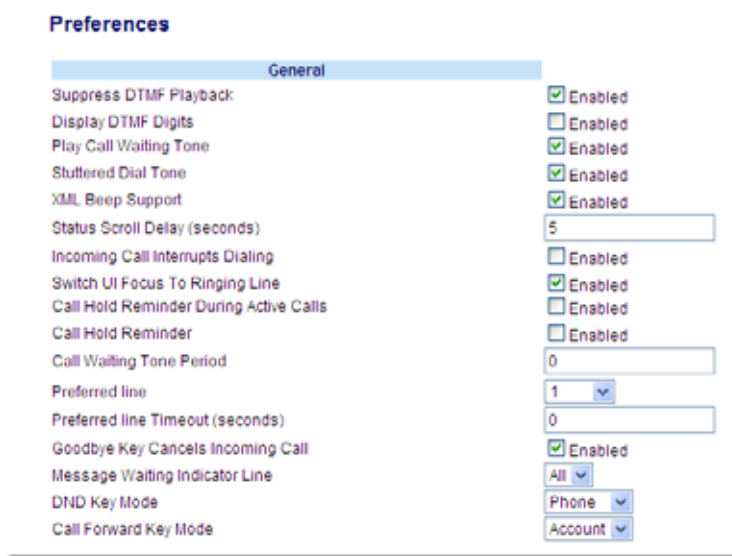 Preferences
General
Suppress DTMF Playback Enabled
Display DTMF Digits Enabled
Play Call Waiting Tone Enabled
Stuttered Dial Tone Enabled
XML Beep Support Enabled
Status Scroll Delay (seconds) 5
Incoming Call Interrupts Dialing Enabled
Switch UI Focus To Ringing Line Enabled
Call Hold Reminder During Active Calls Enabled
Call Hold Reminder Enabled
Call Waiting Tone Period 0
Preferred line 1
Preferred line Timeout (seconds) 0
Goodbye Key Cancels Incoming Call Enabled
Message Waiting Indicator Line All
DND Key Mode Phone
Call Forward Key Mode Account